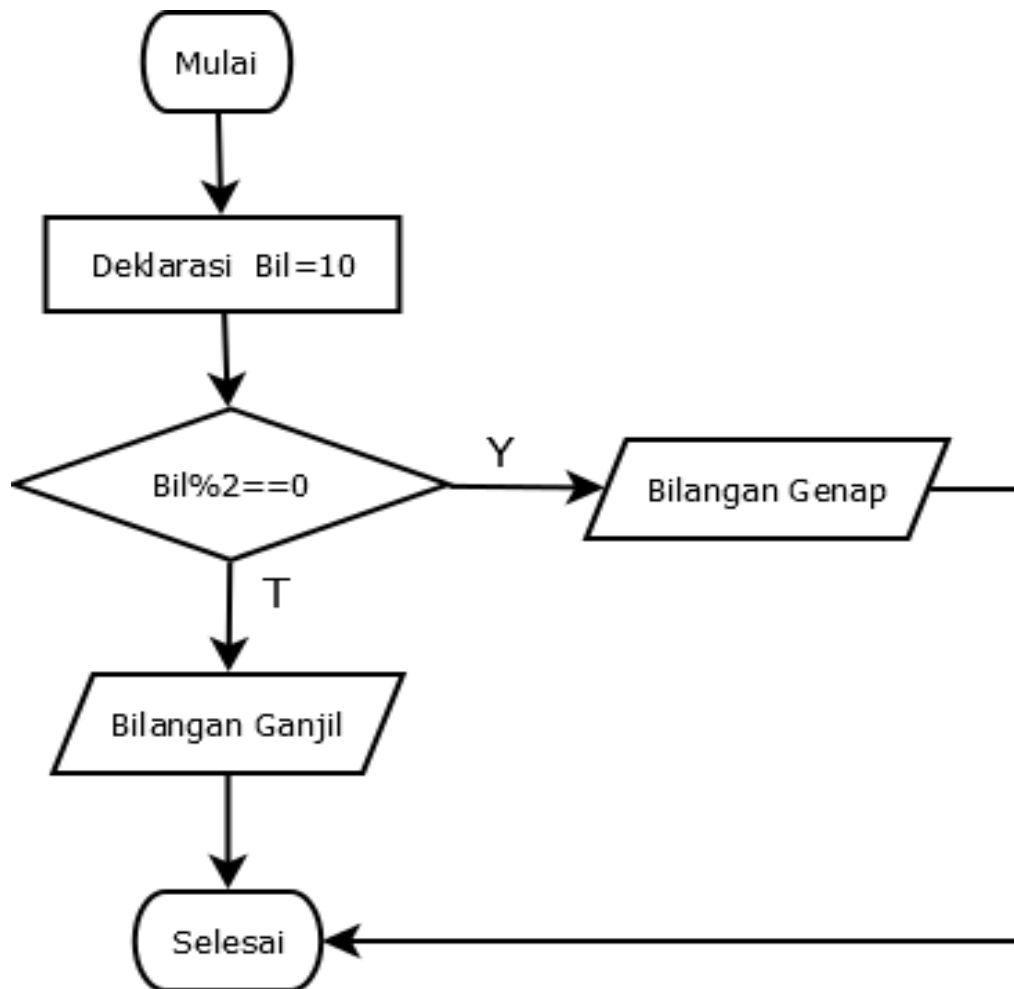 Mulai
Deklarasi Bil=10
Bil%2==0
Y
Bilangan Genap
T
Bilangan Ganjil
Selesai